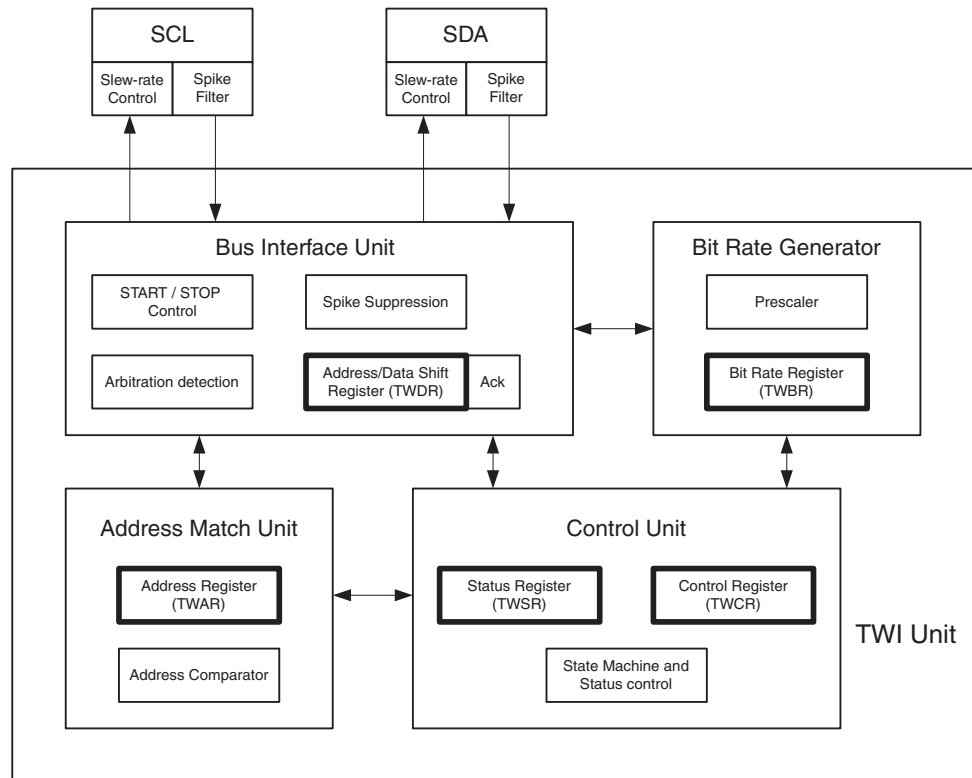 SCL
SDA
Slew-rate
Control
Spike
Filter
Slew-rate
Control
Spike
Filter
Bus Interface Unit
START / STOP
Control
Spike Suppression
Arbitration detection
Address/Data Shift
Register (TWDR)
Ack
Bit Rate Generator
Prescaler
Bit Rate Register
(TWBR)
Address Match Unit
Address Register
(TWAR)
Address Comparator
Control Unit
Status Register
(TWSR)
Control Register
(TWCR)
State Machine and
Status control
TWI Unit